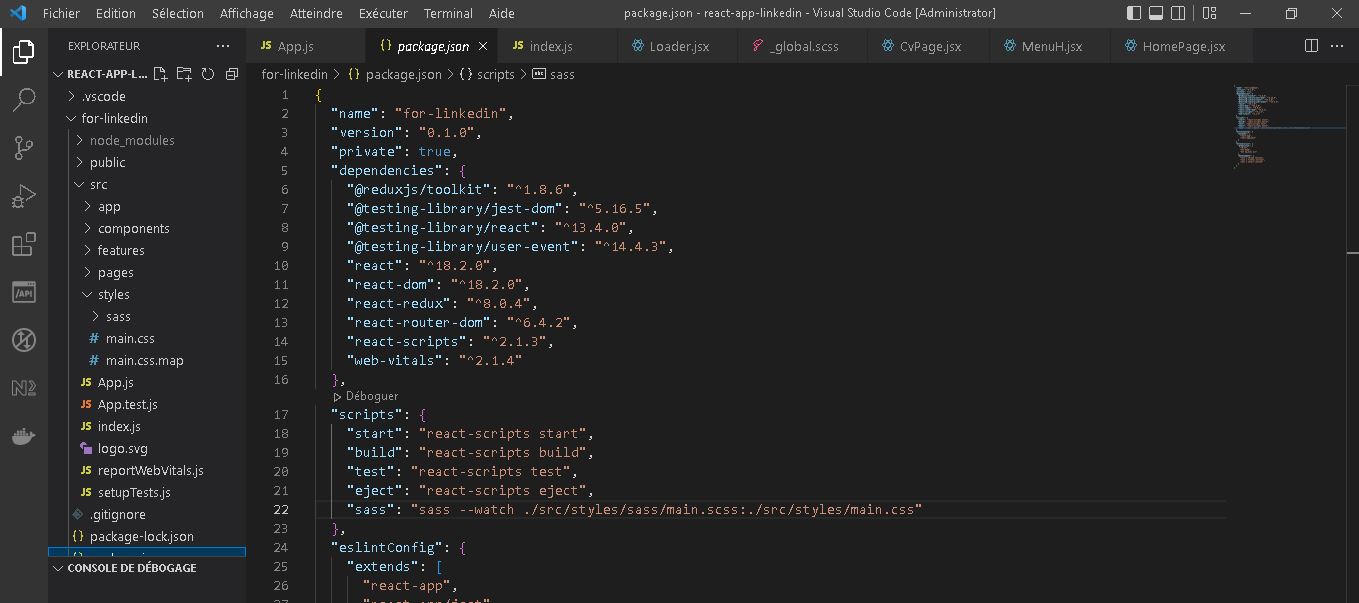 Fichier Edition Sélection Affichage Atteindre Exécuter Terminal Aide package.json - react-app-linkedin - Visual Studio Code [Administrator]
EXPLORATEUR
REACT-APP-L...
.vscode
for-linkedin
node_modules
public
src
app
components
features
pages
styles
sass
main.css
main.css.map
App.js
App.test.js
index.js
logo.svg
reportWebVitals.js
setupTests.js
.gitignore
package-lock.json
CONSOLE DE DÉBOGAGE
App.js package.json index.js Loader.jsx _global.scss CvPage.jsx MenuH.jsx HomePage.jsx
for-linkedin > {} package.json > {} scripts > sass
1 {
2 "name": "for-linkedin",
3 "version": "0.1.0",
4 "private": true,
5 "dependencies": {
6 "@reduxjs/toolkit": "^1.8.6",
7 "@testing-library/jest-dom": "^5.16.5",
8 "@testing-library/react": "^13.4.0",
9 "@testing-library/user-event": "^14.4.3",
10 "react": "^18.2.0",
11 "react-dom": "^18.2.0",
12 "react-redux": "^8.0.4",
13 "react-router-dom": "^6.4.2",
14 "react-scripts": "^2.1.3",
15 "web-vitals": "^2.1.4"
16 },
Déboguer
17 "scripts": {
18 "start": "react-scripts start",
19 "build": "react-scripts build",
20 "test": "react-scripts test",
21 "eject": "react-scripts eject",
22 "sass": "sass --watch ./src/styles/sass/main.scss:./src/styles/main.css"
23 },
24 "eslintConfig": {
25 "extends": [
26 "react-app",